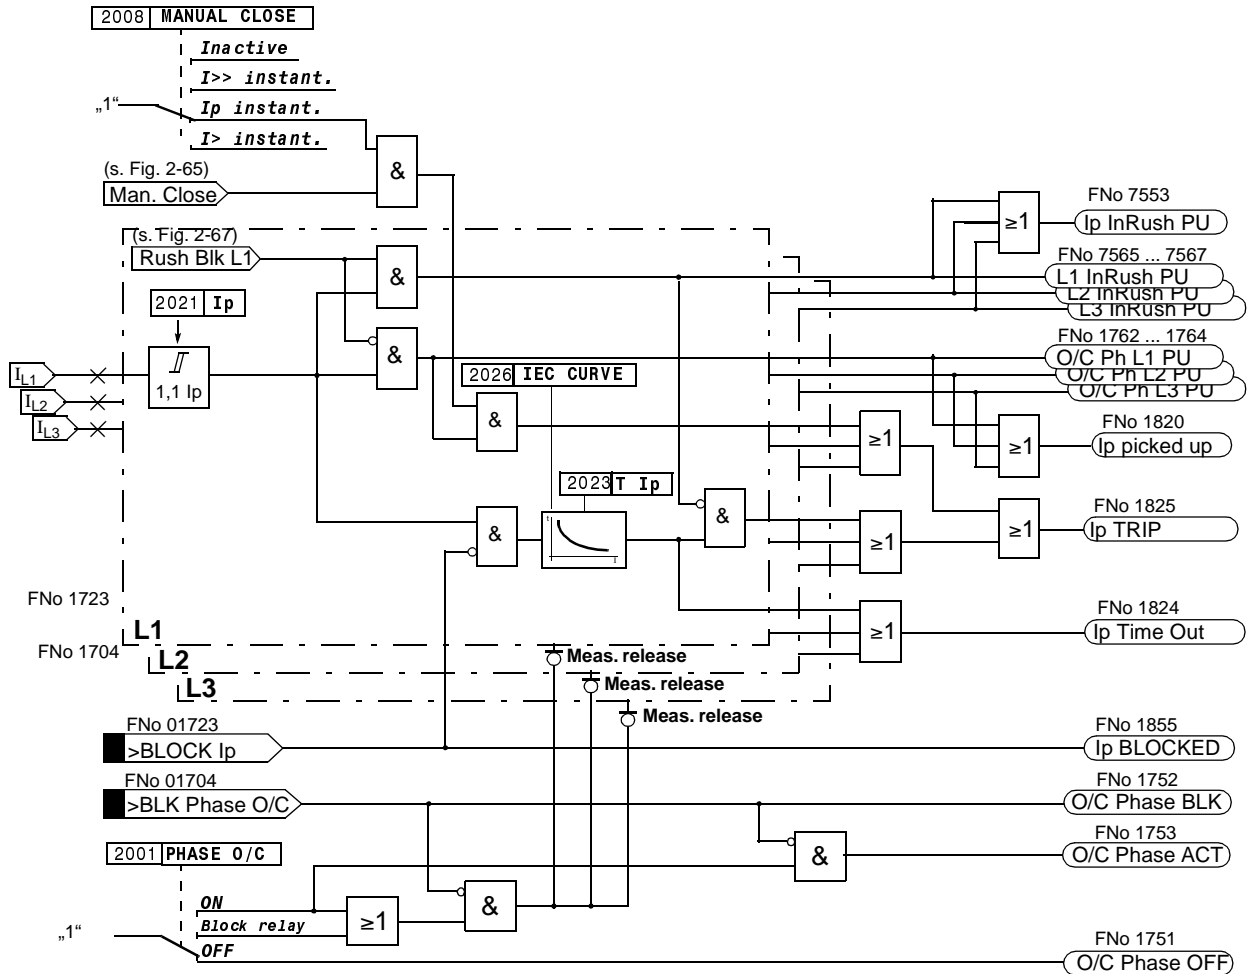 2008 MANUAL CLOSE
Inactive
I>> instant.
„1“
Ip instant.
I> instant.
&
(s. Fig. 2-65)
Man. Close
(s. Fig. 2-67)
Rush Blk L1
&
2021 Ip
&
IL1
1,1 Ip
IL2
IL3
2026 IEC CURVE
&
2023 T Ip
&
t
I
&
≥1
FNo 7553
Ip InRush PU
FNo 7565 ... 7567
L1 InRush PU
L2 InRush PU
L3 InRush PU
FNo 1762 ... 1764
O/C Ph L1 PU
O/C Ph L2 PU
O/C Ph L3 PU
≥1
≥1
FNo 1820
Ip picked up
≥1
≥1
FNo 1825
Ip TRIP
≥1
FNo 1824
Ip Time Out
FNo 1723
L1
FNo 1704
L2
L3
Meas. release
Meas. release
Meas. release
FNo 01723
>BLOCK Ip
FNo 1855
Ip BLOCKED
FNo 01704
>BLK Phase O/C
FNo 1752
O/C Phase BLK
2001 PHASE O/C
&
FNo 1753
O/C Phase ACT
ON
Block relay
„1“
OFF
≥1
&
FNo 1751
O/C Phase OFF